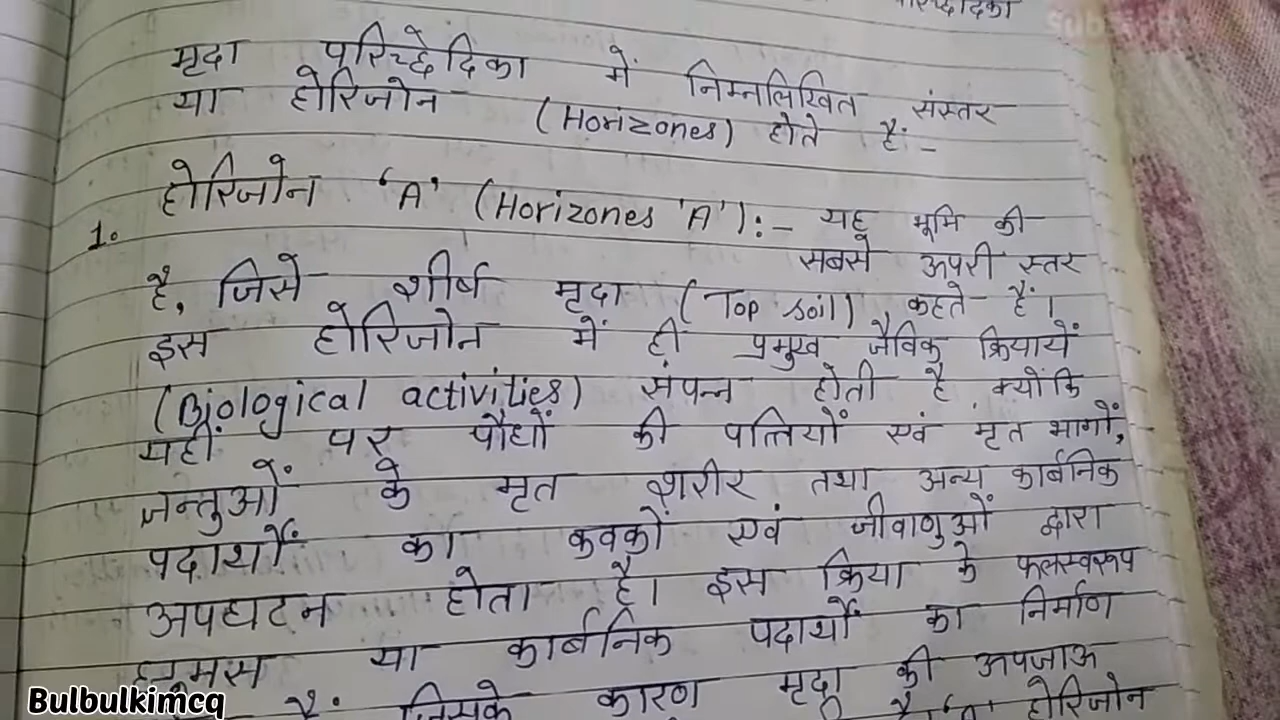 मृदा परिच्छेदिका में निम्नलिखित संस्तर
या होरिजोन (Horizones) होते हैं:-
1. होरिजोन 'A' (Horizones 'A'):- यह भूमि की
सबसे ऊपरी स्तर
है, जिसे शीर्ष मृदा (Top soil) कहते हैं।
इस होरिजोन में ही प्रमुख जैविक क्रियायें
(Biological activities) संपन्न होती है क्योंकि
यहाँ पर पौधों की पत्तियों एवं मृत भागों,
जन्तुओं के मृत शरीर तथा अन्य कार्बनिक
पदार्थों का कवकों एवं जीवाणुओं द्वारा
अपघटन होता है। इस क्रिया के फलस्वरूप
ह्यूमस या कार्बनिक पदार्थों का निर्माण
है जिसके कारण मृदा की ऊपजाऊ
है 'A' होरिजोन
Bulbulkimcq